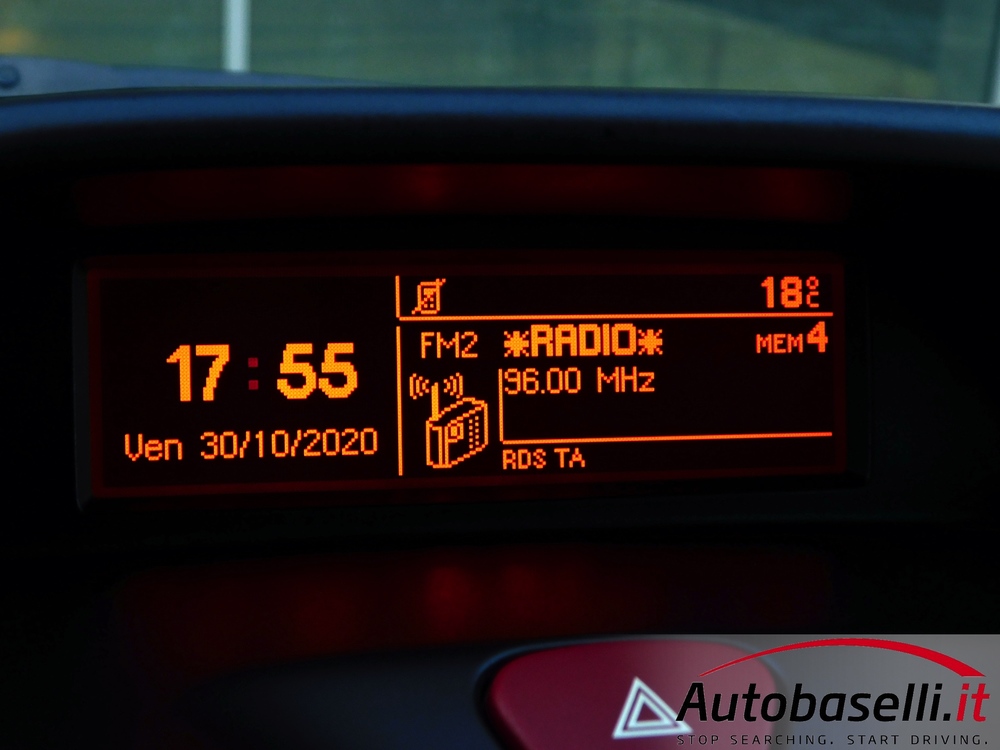 18°C
17:55
Ven 30/10/2020
FM2 *RADIO* MEM4
96.00 MHz
RDS TA
Autobaselli.it
STOP SEARCHING. START DRIVING.